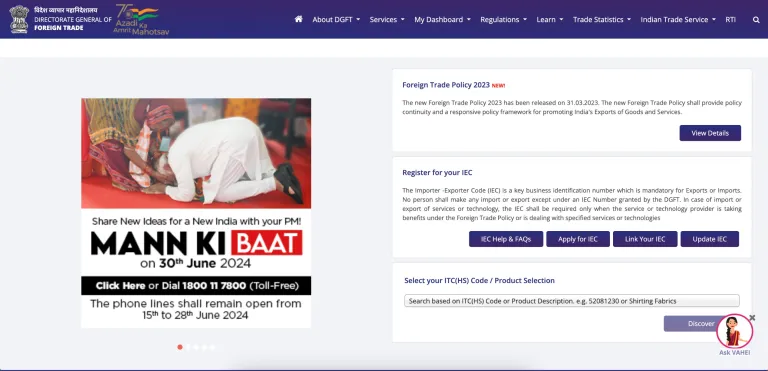 विदेश व्यापार महानिदेशालय
DIRECTORATE GENERAL OF
FOREIGN TRADE
75
Azadi Ka
Amrit Mahotsav
About DGFT
Services
My Dashboard
Regulations
Learn
Trade Statistics
Indian Trade Service
RTI
Share New Ideas for a New India with your PM!
MANN KI BAAT
on 30th June 2024
Click Here or Dial 1800 11 7800 (Toll-Free)
The phone lines shall remain open from
15th to 28th June 2024
Foreign Trade Policy 2023 NEW!
The new Foreign Trade Policy 2023 has been released on 31.03.2023. The new Foreign Trade Policy shall provide policy
continuity and a responsive policy framework for promoting India's Exports of Goods and Services.
View Details
Register for your IEC
The Importer -Exporter Code (IEC) is a key business identification number which is mandatory for Exports or Imports.
No person shall make any import or export except under an IEC Number granted by the DGFT. In case of import or
export of services or technology, the IEC shall be required only when the service or technology provider is taking
benefits under the Foreign Trade Policy or is dealing with specified services or technologies
IEC Help & FAQs
Apply for IEC
Link Your IEC
Update IEC
Select your ITC(HS) Code / Product Selection
Search based on ITC(HS) Code or Product Description. e.g. 52081230 or Shirting Fabrics
Discover
Ask VAHEI